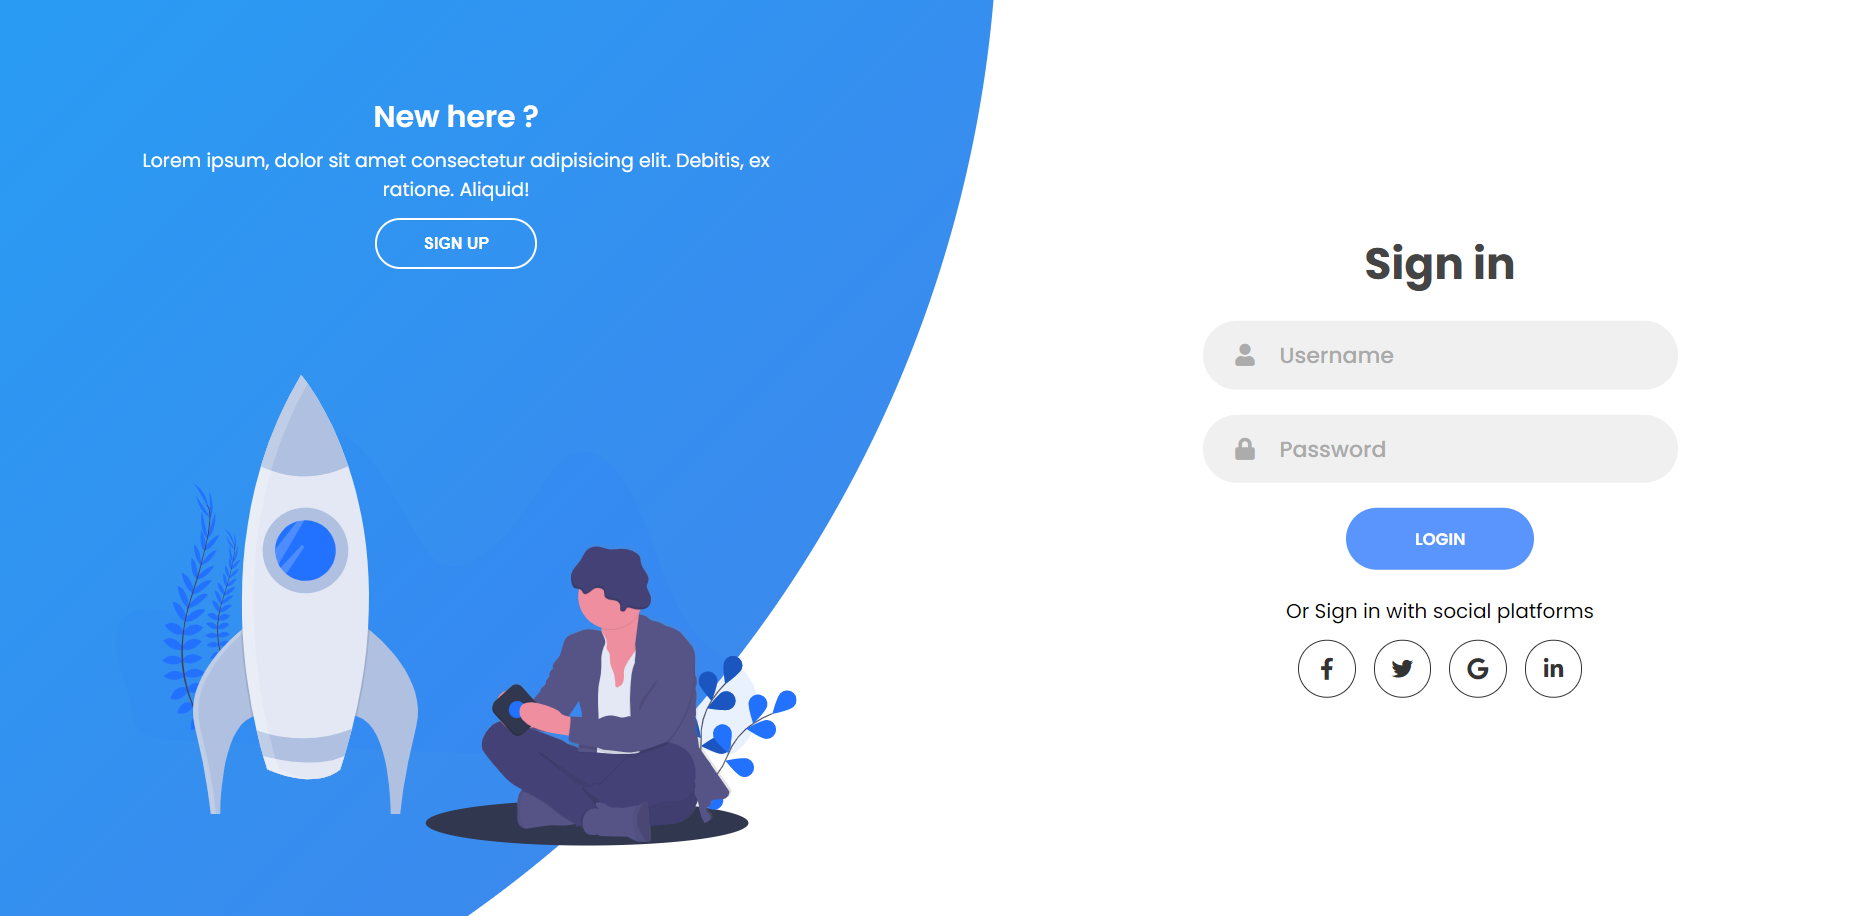 New here ?
Lorem ipsum, dolor sit amet consectetur adipisicing elit. Debitis, ex
ratione. Aliquid!
SIGN UP
Sign in
Username
Password
LOGIN
Or Sign in with social platforms